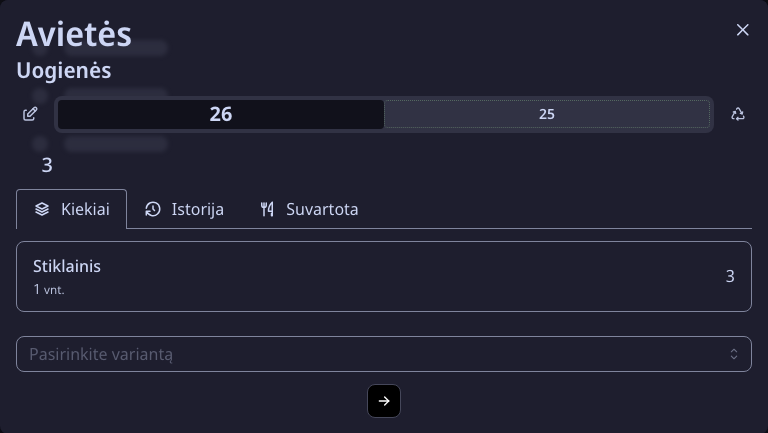 Avietės
Uogienės
26 25
3
Kiekiai Istorija Suvartota
Stiklainis
1 vnt.
3
Pasirinkite variantą